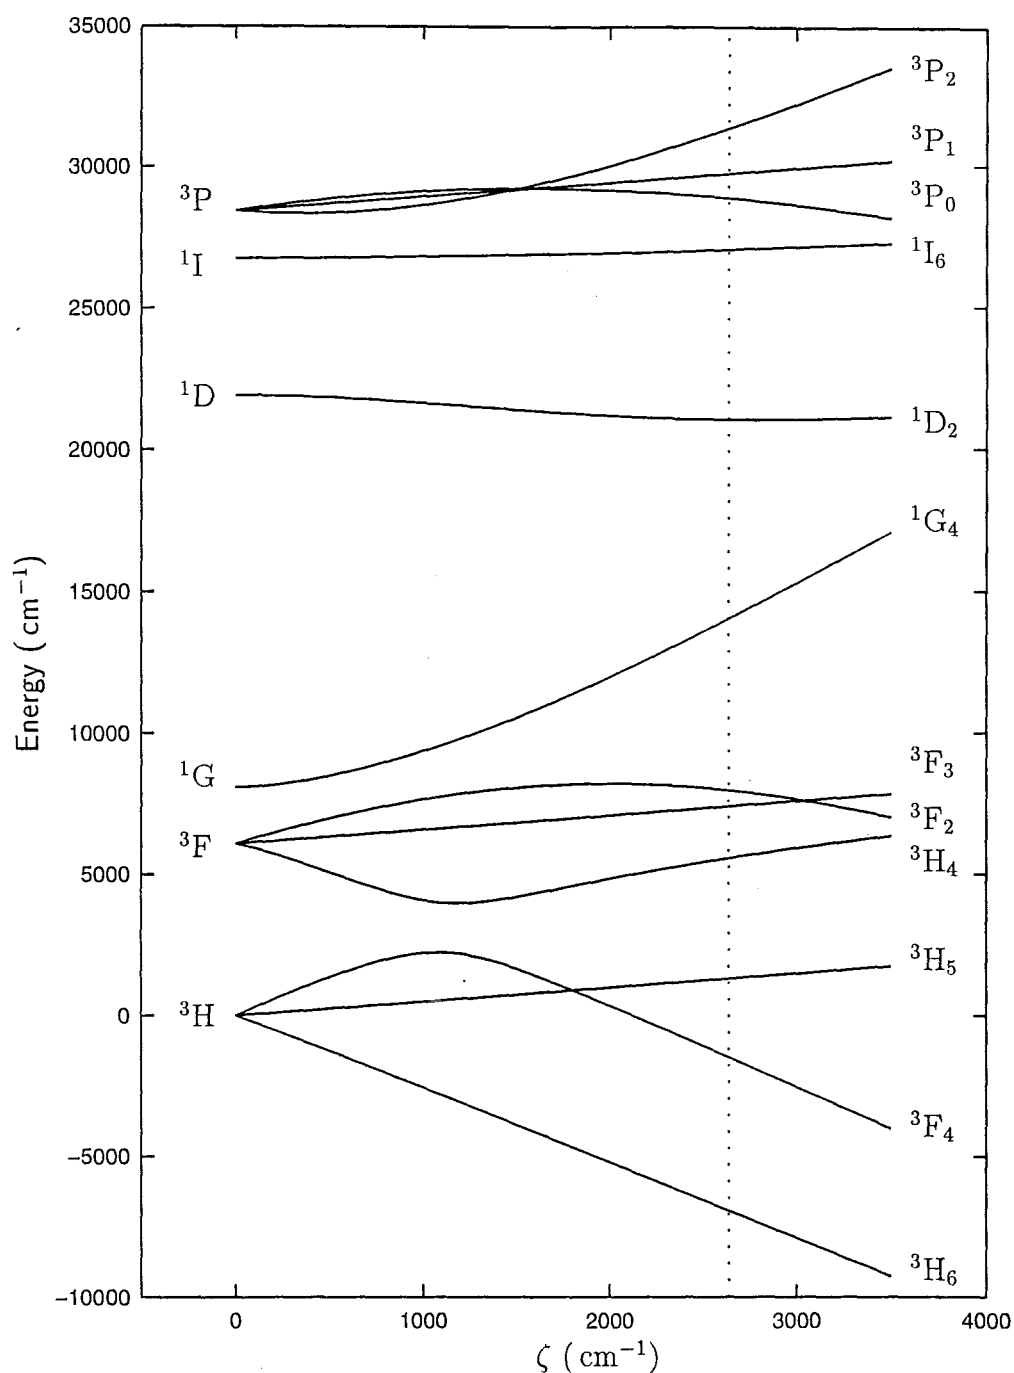 35000
30000
25000
20000
15000
10000
5000
0
−5000
−10000
Energy ( cm⁻¹)
³P
¹I
¹D
¹G
³F
³H
³P₂
³P₁
³P₀
¹I₆
¹D₂
¹G₄
³F₃
³F₂
³H₄
³H₅
³F₄
³H₆
0 1000 2000 3000 4000
ζ ( cm⁻¹)